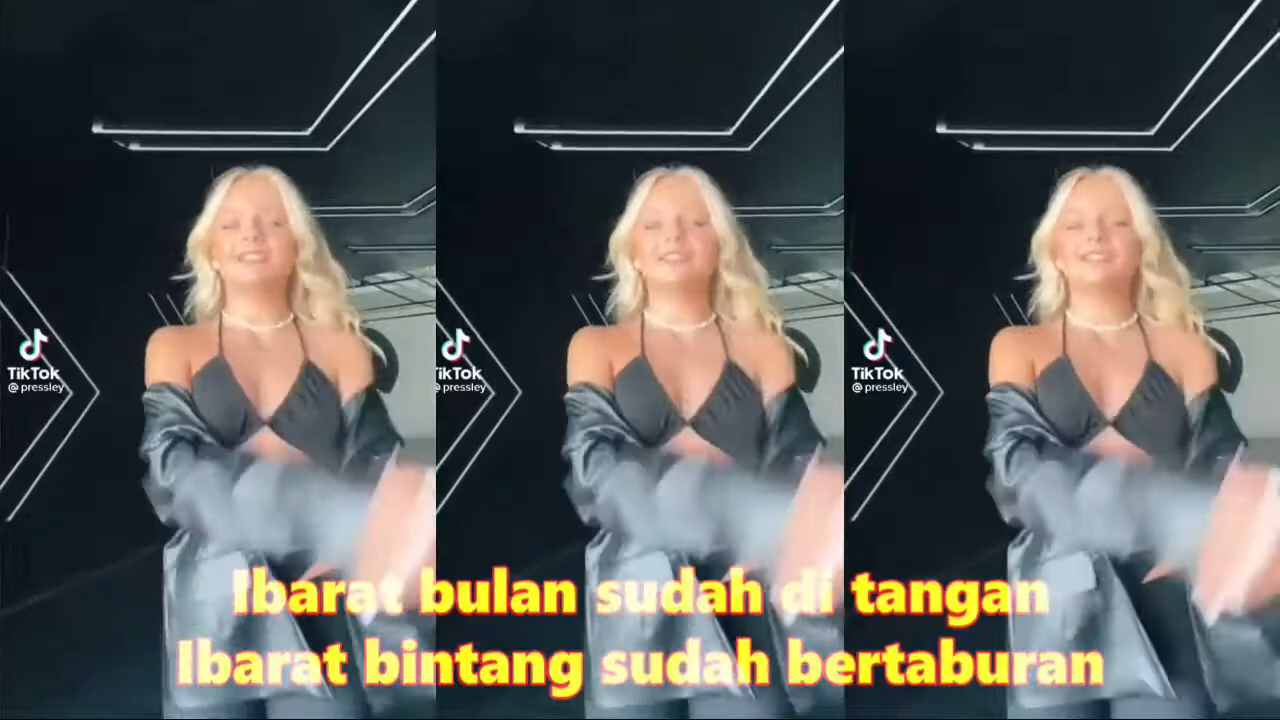 TikTok
@pressley
TikTok
@pressley
TikTok
@pressley
Ibarat bulan sudah di tangan
Ibarat bintang sudah bertaburan